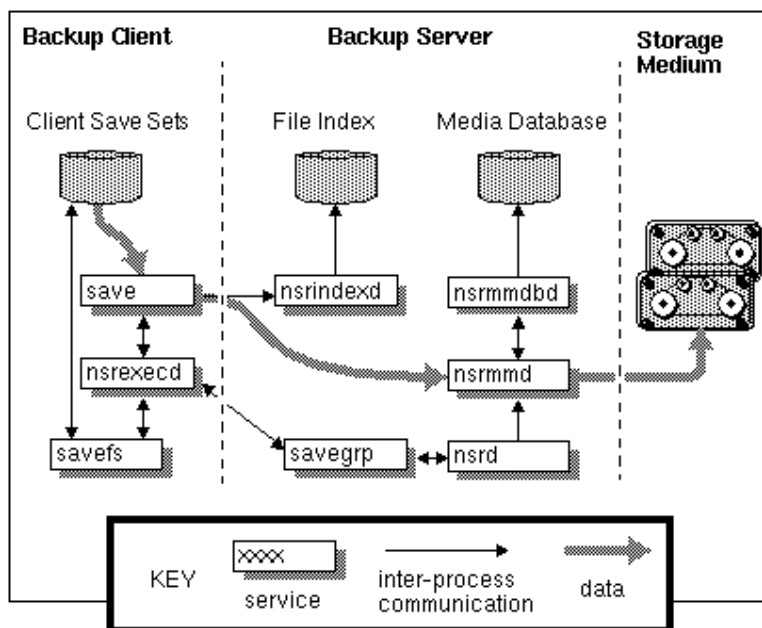 Backup Client
Backup Server
Storage
Medium
Client Save Sets
File Index
Media Database
save
nsrindexd
nsrmmdbd
nsrexecd
nsrmmd
savefs
savegrp
nsrd
KEY
xxxx
service
inter-process
communication
data